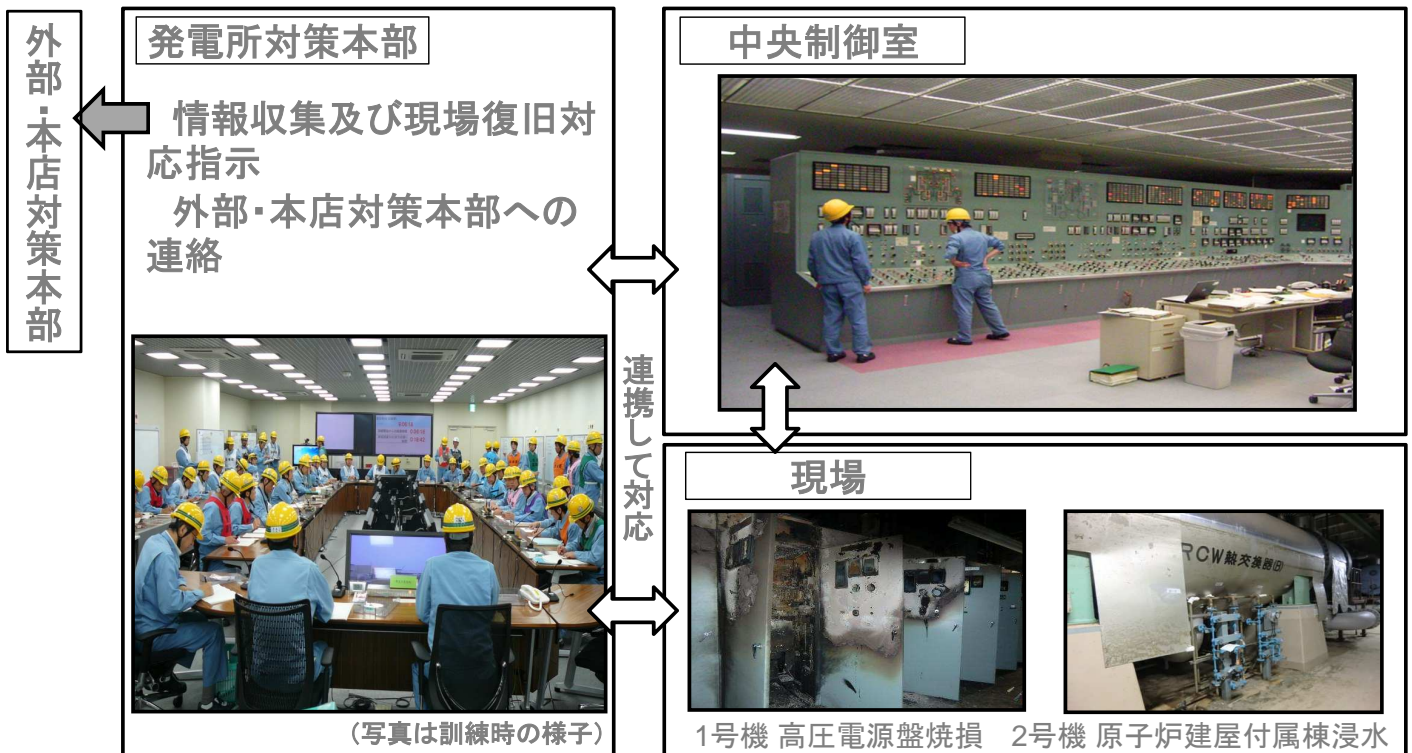 外部・本店対策本部
発電所対策本部
情報収集及び現場復旧対
応指示
外部・本店対策本部への
連絡
(写真は訓練時の様子)
連携して対応
中央制御室
現場
RCW熱交換器(B)
1号機 高圧電源盤焼損
2号機 原子炉建屋付属棟浸水